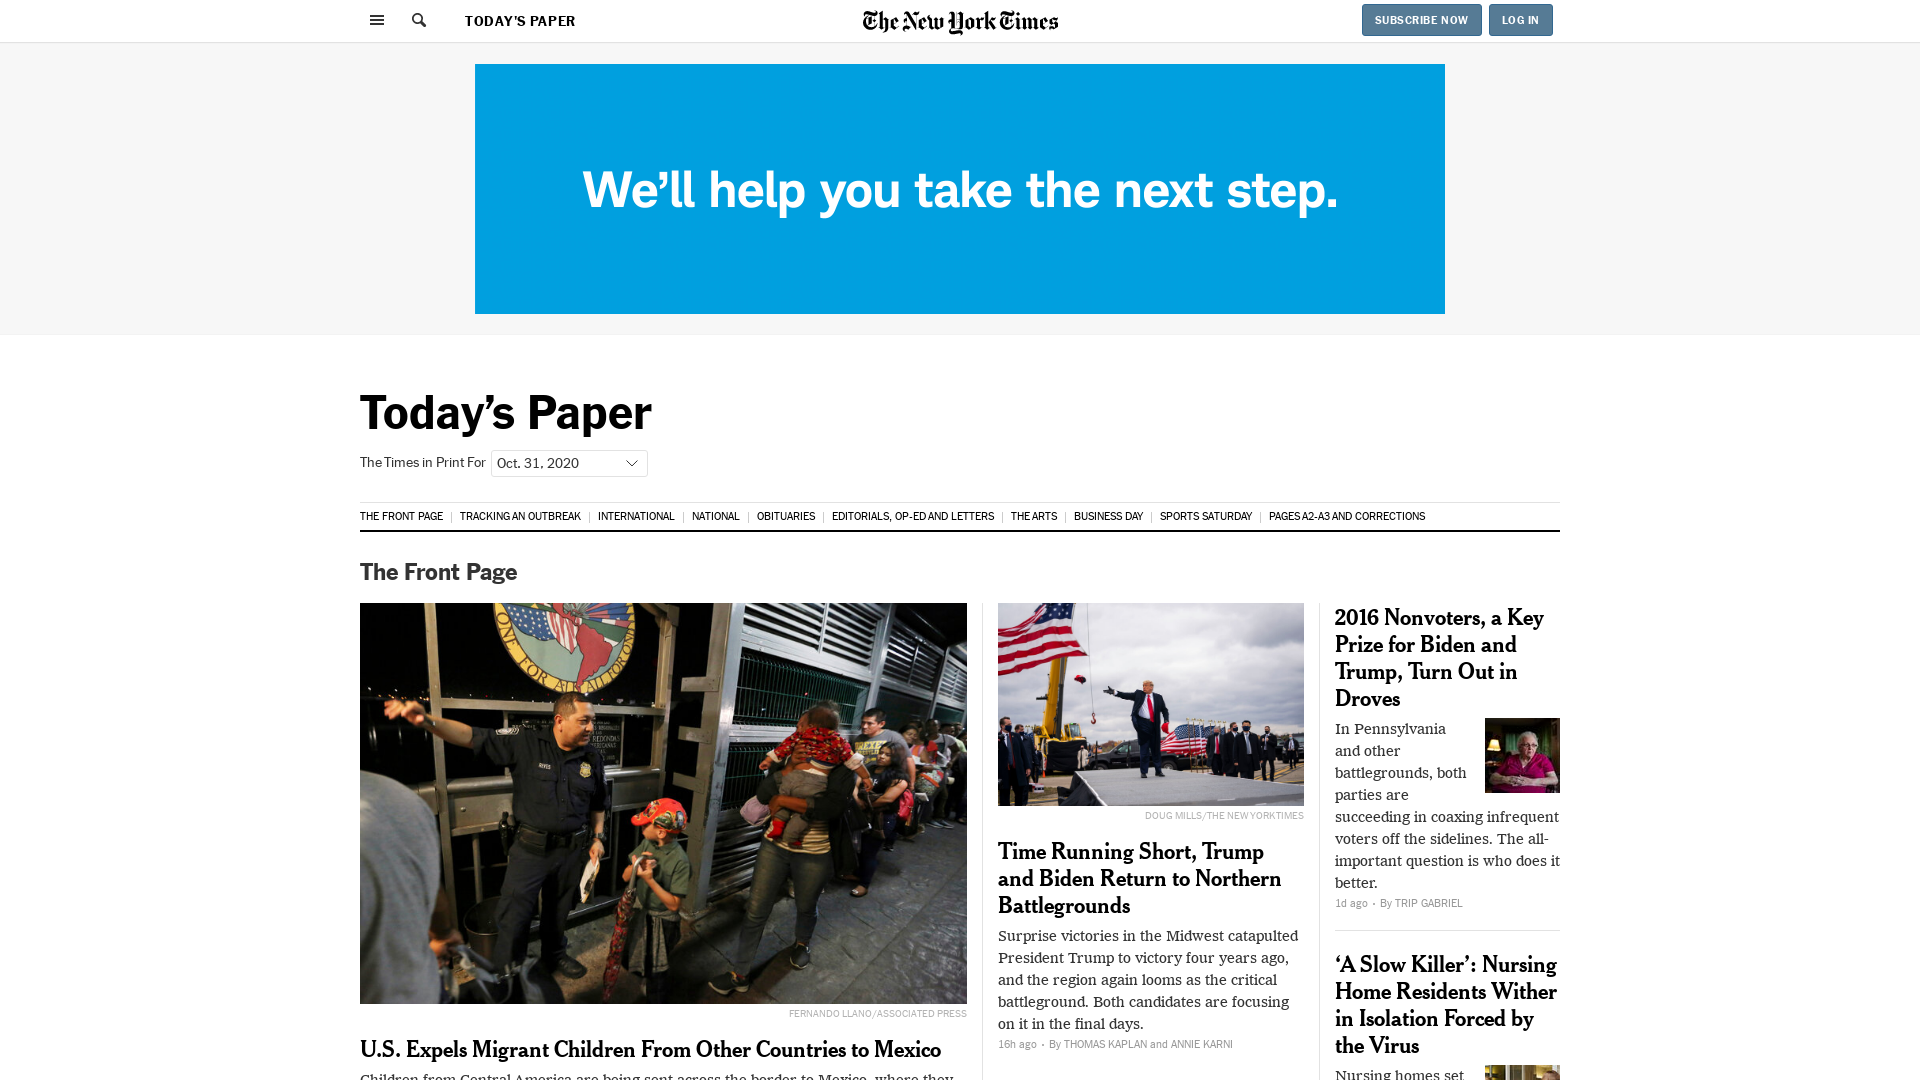 TODAY'S PAPER
The New York Times
SUBSCRIBE NOW
LOG IN
We'll help you take the next step.
Today's Paper
The Times in Print For
Oct. 31, 2020
THE FRONT PAGE
TRACKING AN OUTBREAK
INTERNATIONAL
NATIONAL
OBITUARIES
EDITORIALS, OP-ED AND LETTERS
THE ARTS
BUSINESS DAY
SPORTS SATURDAY
PAGES A2-A3 AND CORRECTIONS
The Front Page
ONE FOR ALL
FERNANDO LLANO/ASSOCIATED PRESS
U.S. Expels Migrant Children From Other Countries to Mexico
Children from Central America are being sent across the border to Mexico, where they
DOUG MILLS/THE NEW YORK TIMES
Time Running Short, Trump
and Biden Return to Northern
Battlegrounds
Surprise victories in the Midwest catapulted
President Trump to victory four years ago,
and the region again looms as the critical
battleground. Both candidates are focusing
on it in the final days.
16h ago • By THOMAS KAPLAN and ANNIE KARNI
2016 Nonvoters, a Key
Prize for Biden and
Trump, Turn Out in
Droves
In Pennsylvania
and other
battlegrounds, both
parties are
succeeding in coaxing infrequent
voters off the sidelines. The all-
important question is who does it
better.
1d ago • By TRIP GABRIEL
‘A Slow Killer’: Nursing
Home Residents Wither
in Isolation Forced by
the Virus
Nursing homes set